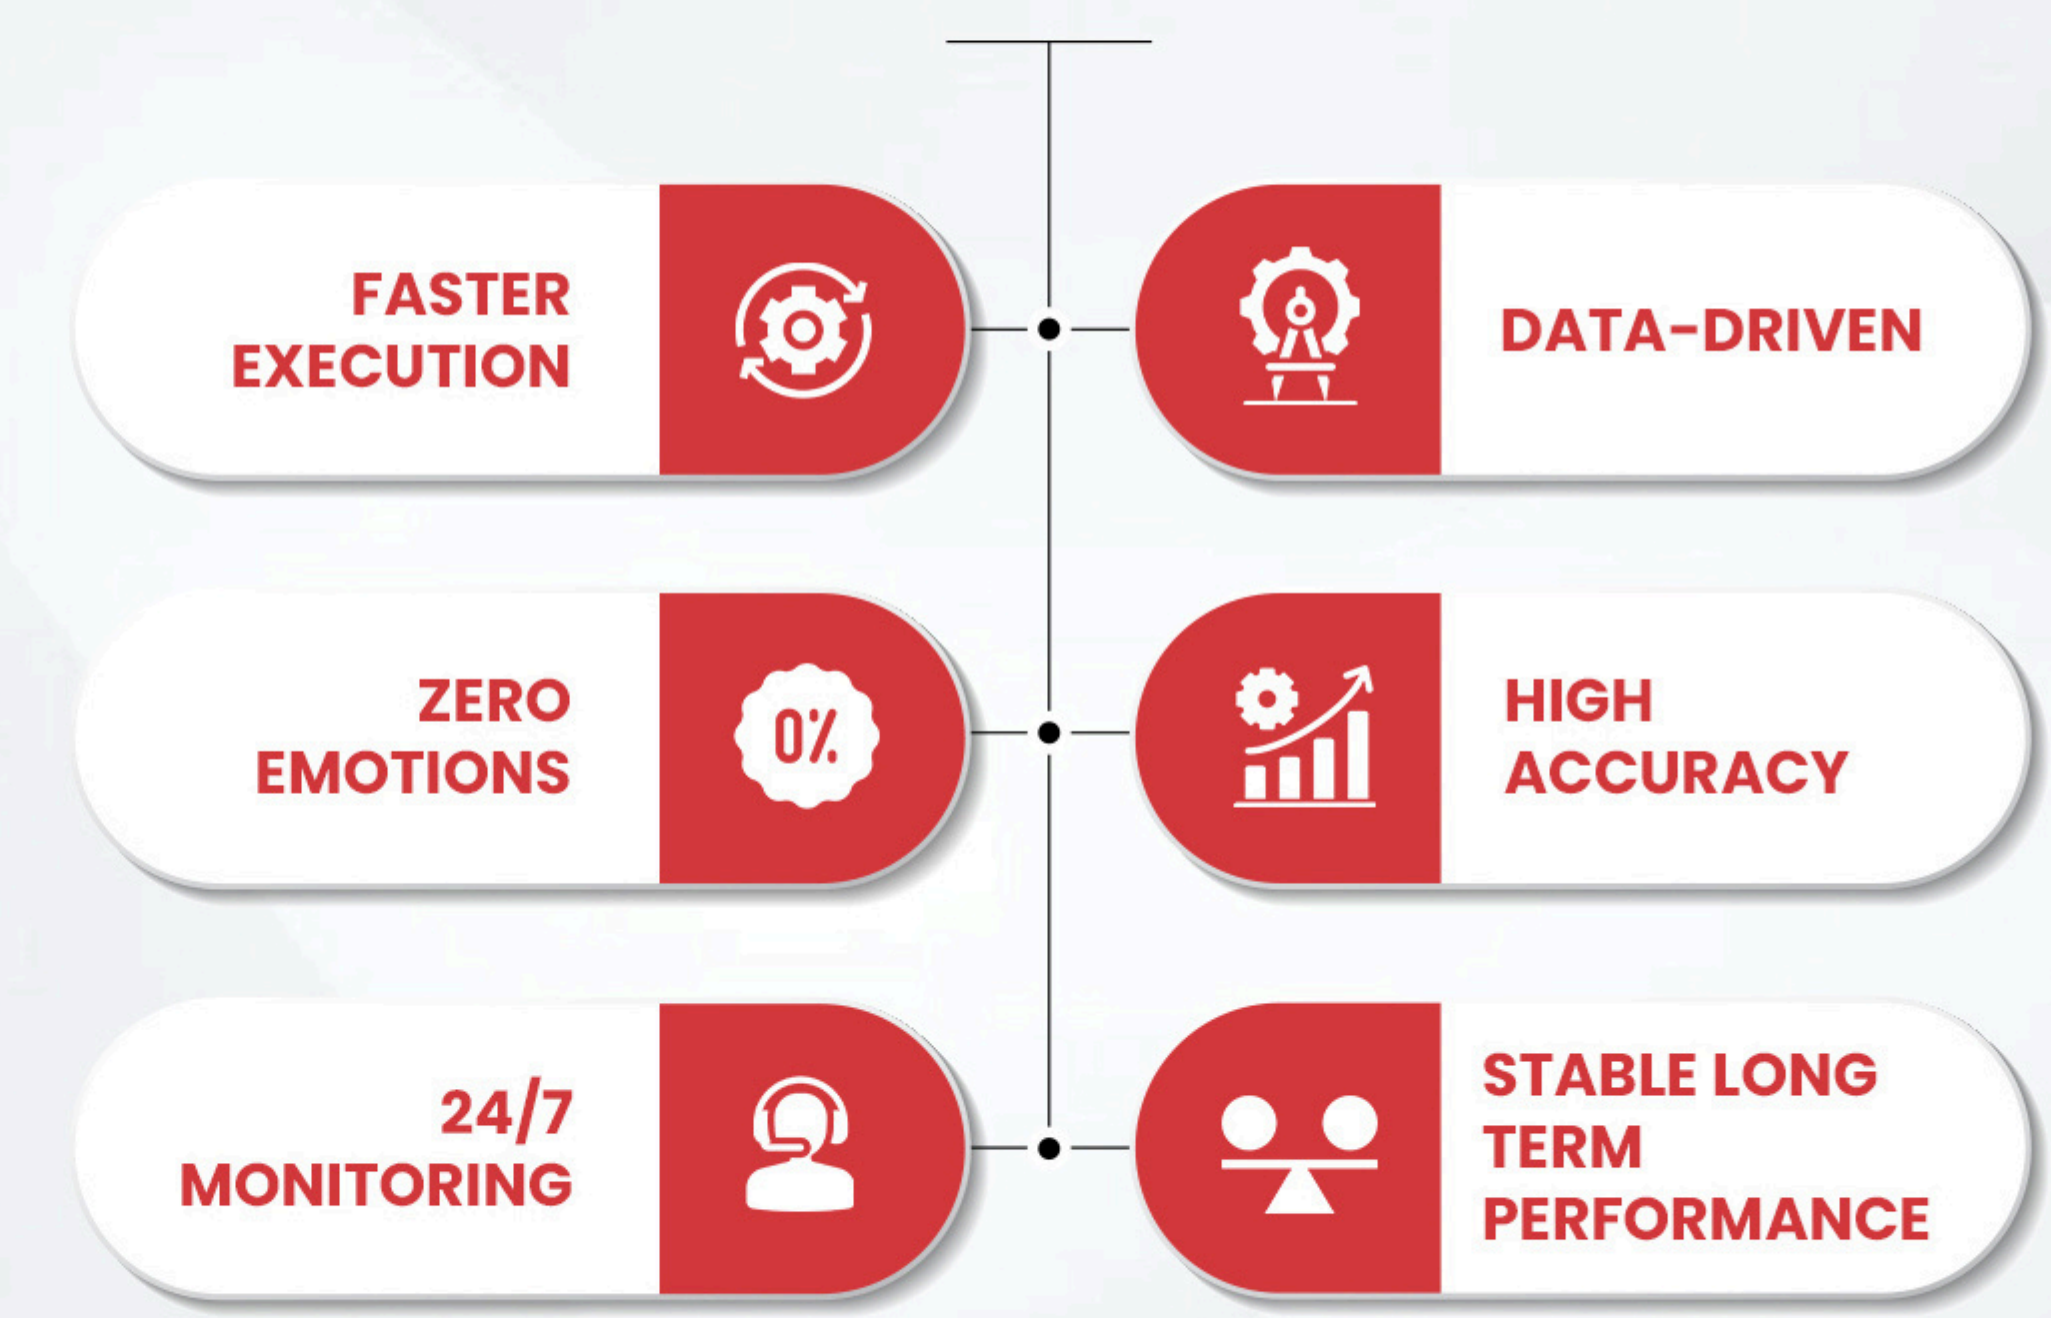 FASTER
EXECUTION
DATA-DRIVEN
ZERO
EMOTIONS
0%
HIGH
ACCURACY
24/7
MONITORING
STABLE LONG
TERM
PERFORMANCE